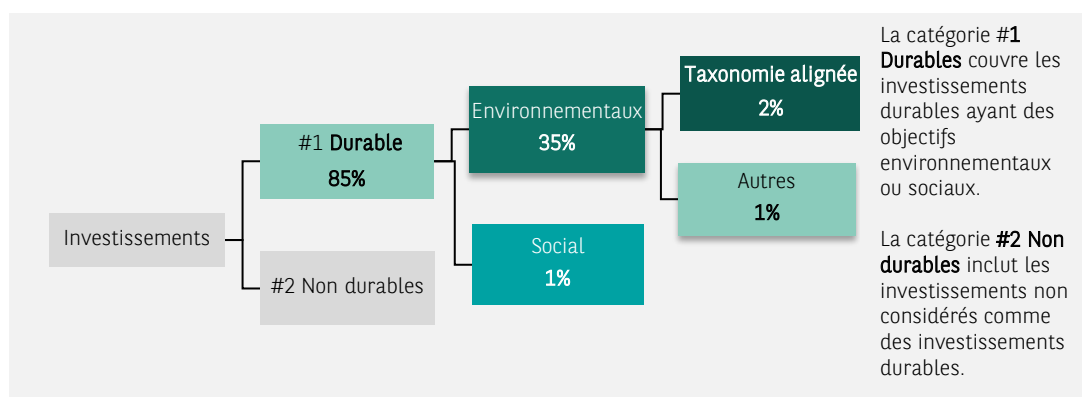 Investissements
#1 Durable
85%
#2 Non durables
Environnementaux
35%
Social
1%
Taxonomie alignée
2%
Autres
1%
La catégorie #1
Durables couvre les
investissements
durables ayant des
objectifs
environnementaux
ou sociaux.
La catégorie #2 Non
durables inclut les
investissements non
considérés comme
des investissements
durables.